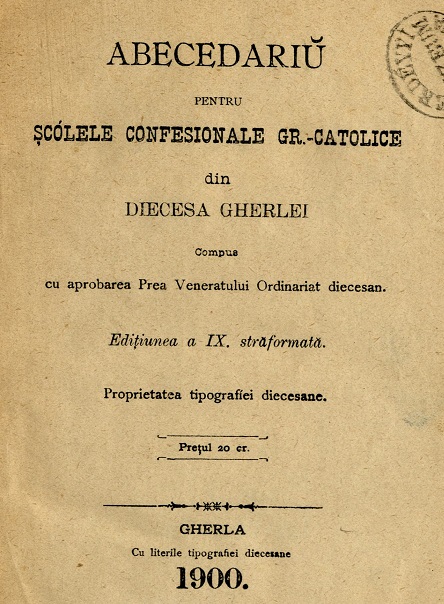 ABECEDARIŬ
PENTRU
ȘCÓLELE CONFESIONALE GR.-CATOLICE
din
DIECESA GHERLEI
Compus
cu aprobarea Prea Veneratului Ordinariat diecesan.
Edițiunea a IX. străformată.
Proprietatea tipografiei diecesane.
Prețul 20 cr.
GHERLA
Cu literile tipografiei diecesane
1900.